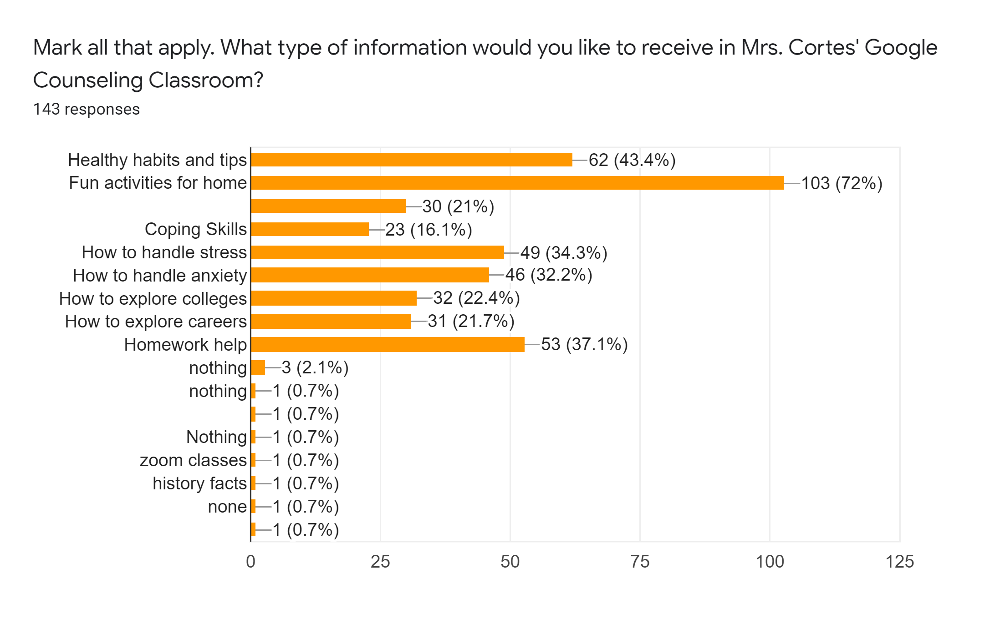 Mark all that apply. What type of information would you like to receive in Mrs. Cortes' Google
Counseling Classroom?
143 responses
Healthy habits and tips 62 (43.4%)
Fun activities for home 103 (72%)
30 (21%)
Coping Skills 23 (16.1%)
How to handle stress 49 (34.3%)
How to handle anxiety 46 (32.2%)
How to explore colleges 32 (22.4%)
How to explore careers 31 (21.7%)
Homework help 53 (37.1%)
nothing 3 (2.1%)
nothing 1 (0.7%)
1 (0.7%)
Nothing 1 (0.7%)
zoom classes 1 (0.7%)
history facts 1 (0.7%)
none 1 (0.7%)
1 (0.7%)
0 25 50 75 100 125